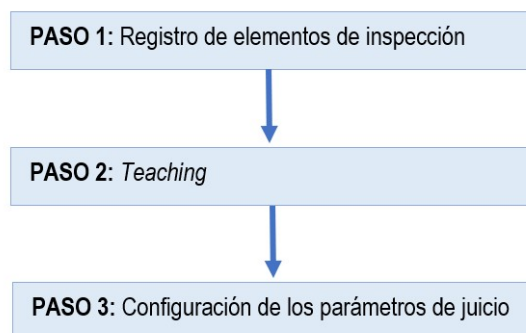 PASO 1: Registro de elementos de inspección
PASO 2: Teaching
PASO 3: Configuración de los parámetros de juicio